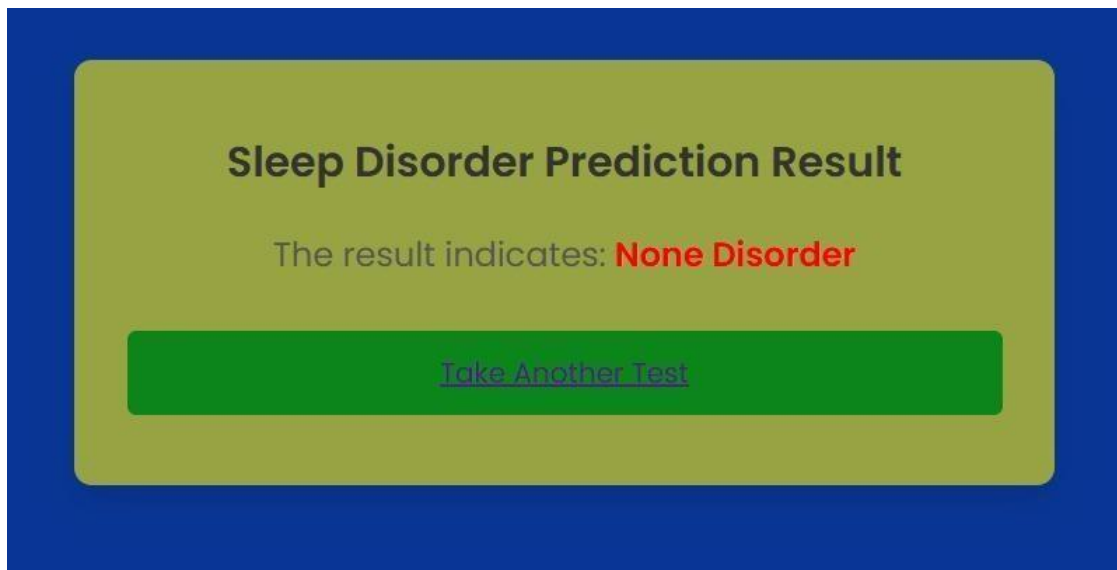 Sleep Disorder Prediction Result
The result indicates: None Disorder
Take Another Test